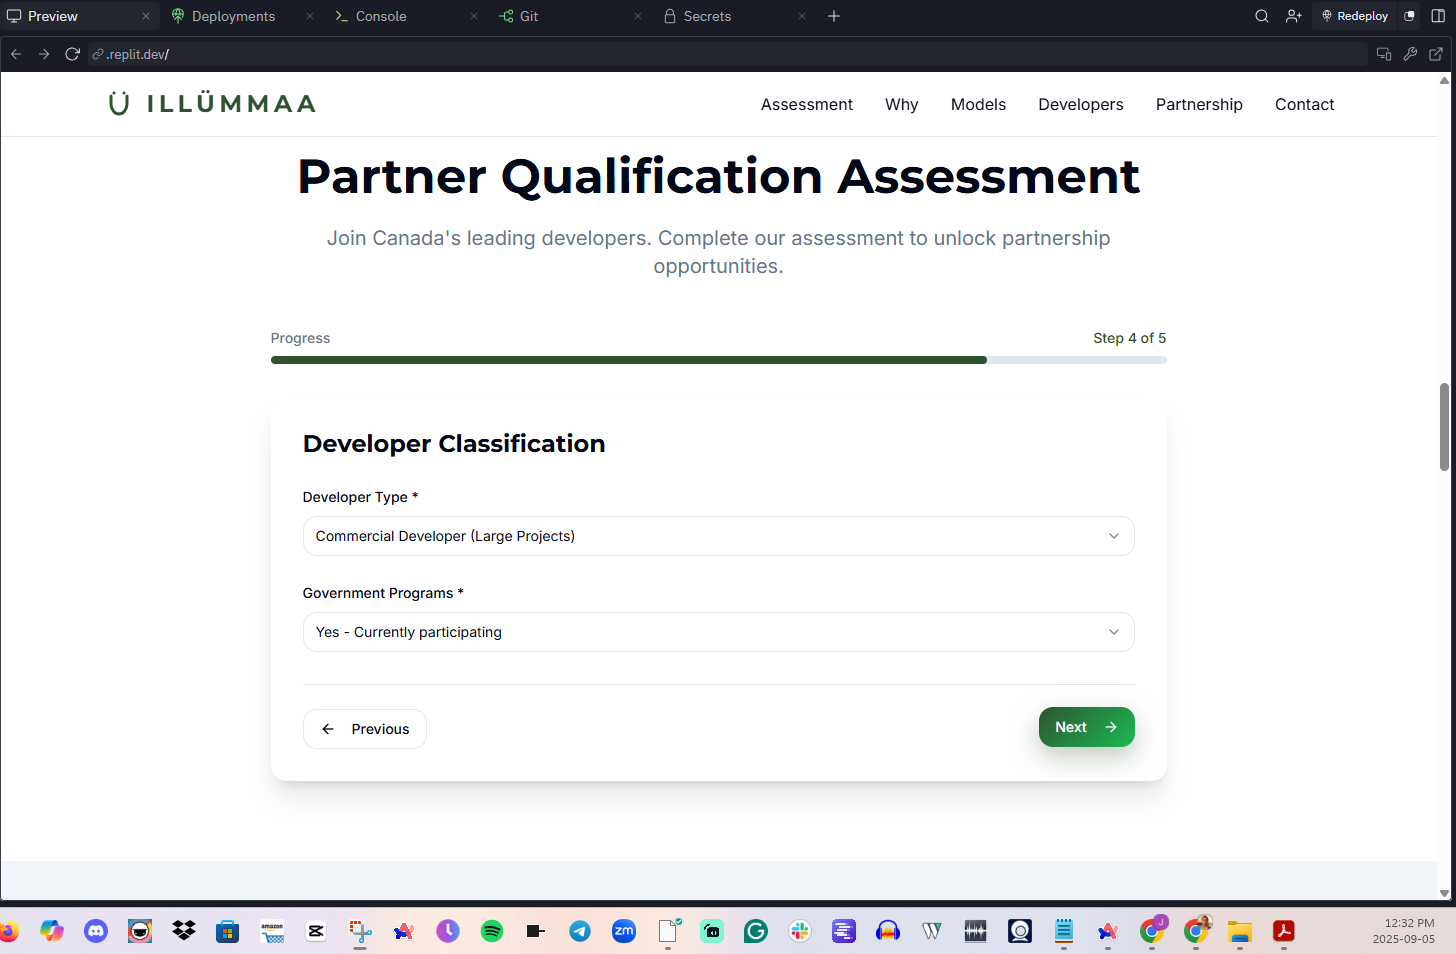 Preview
Deployments
Console
Git
Secrets
Redeploy
.replit.dev/
Ü ILLÜMMAA
Assessment
Why
Models
Developers
Partnership
Contact
Partner Qualification Assessment
Join Canada's leading developers. Complete our assessment to unlock partnership
opportunities.
Progress
Step 4 of 5
Developer Classification
Developer Type *
Commercial Developer (Large Projects)
Government Programs *
Yes - Currently participating
Previous
Next
amazon
zm
W
J
12:32 PM
2025-09-05